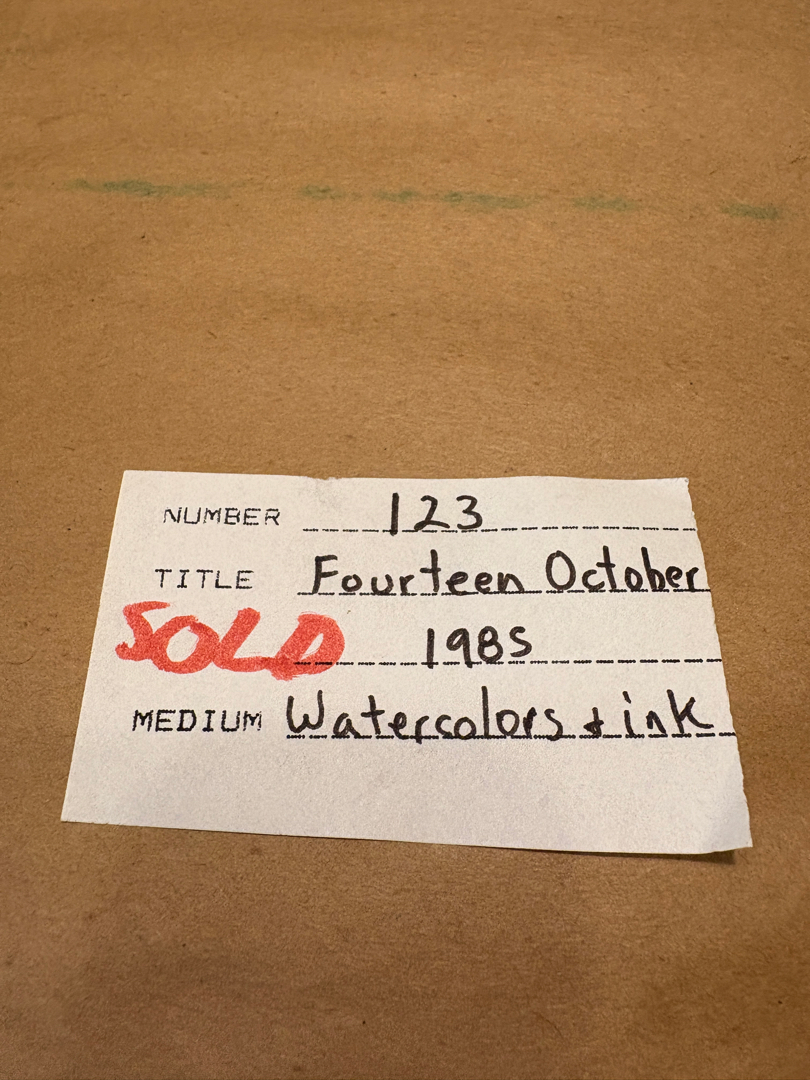 NUMBER 123
TITLE Fourteen October
SOLD 1985
MEDIUM Watercolors & ink